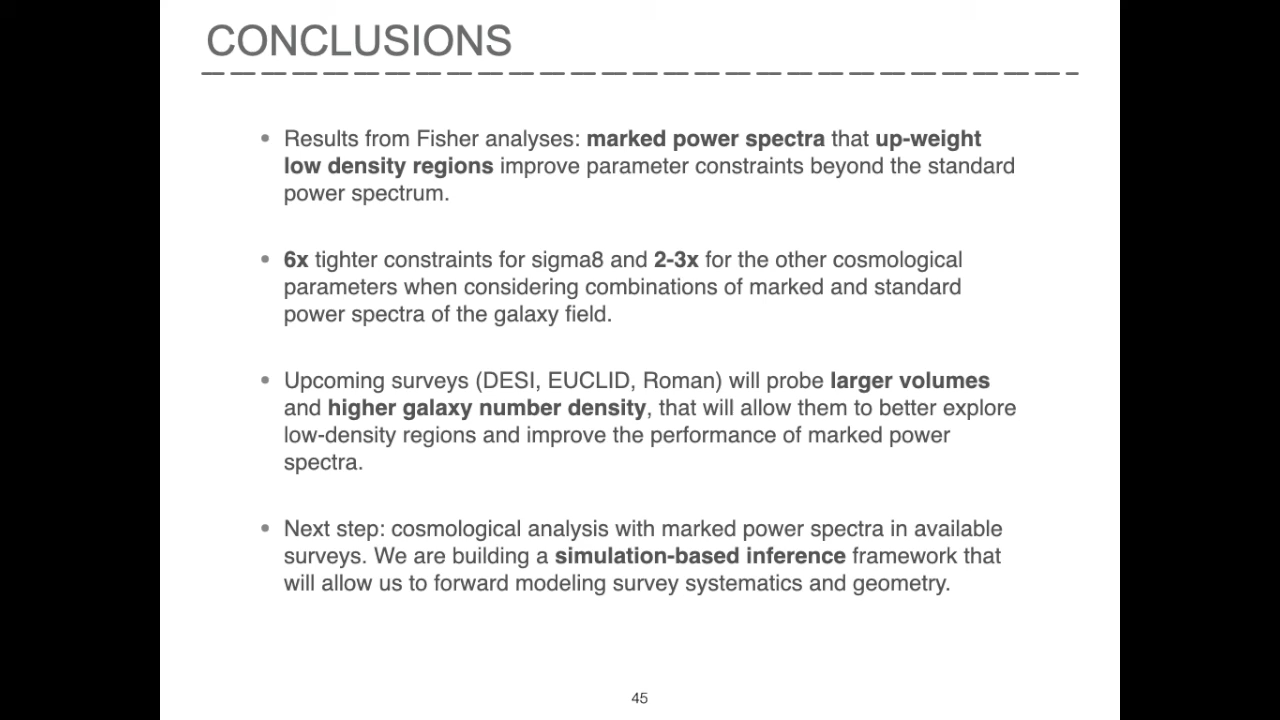 CONCLUSIONS
• Results from Fisher analyses: marked power spectra that up-weight
low density regions improve parameter constraints beyond the standard
power spectrum.
• 6x tighter constraints for sigma8 and 2-3x for the other cosmological
parameters when considering combinations of marked and standard
power spectra of the galaxy field.
• Upcoming surveys (DESI, EUCLID, Roman) will probe larger volumes
and higher galaxy number density, that will allow them to better explore
low-density regions and improve the performance of marked power
spectra.
• Next step: cosmological analysis with marked power spectra in available
surveys. We are building a simulation-based inference framework that
will allow us to forward modeling survey systematics and geometry.
45